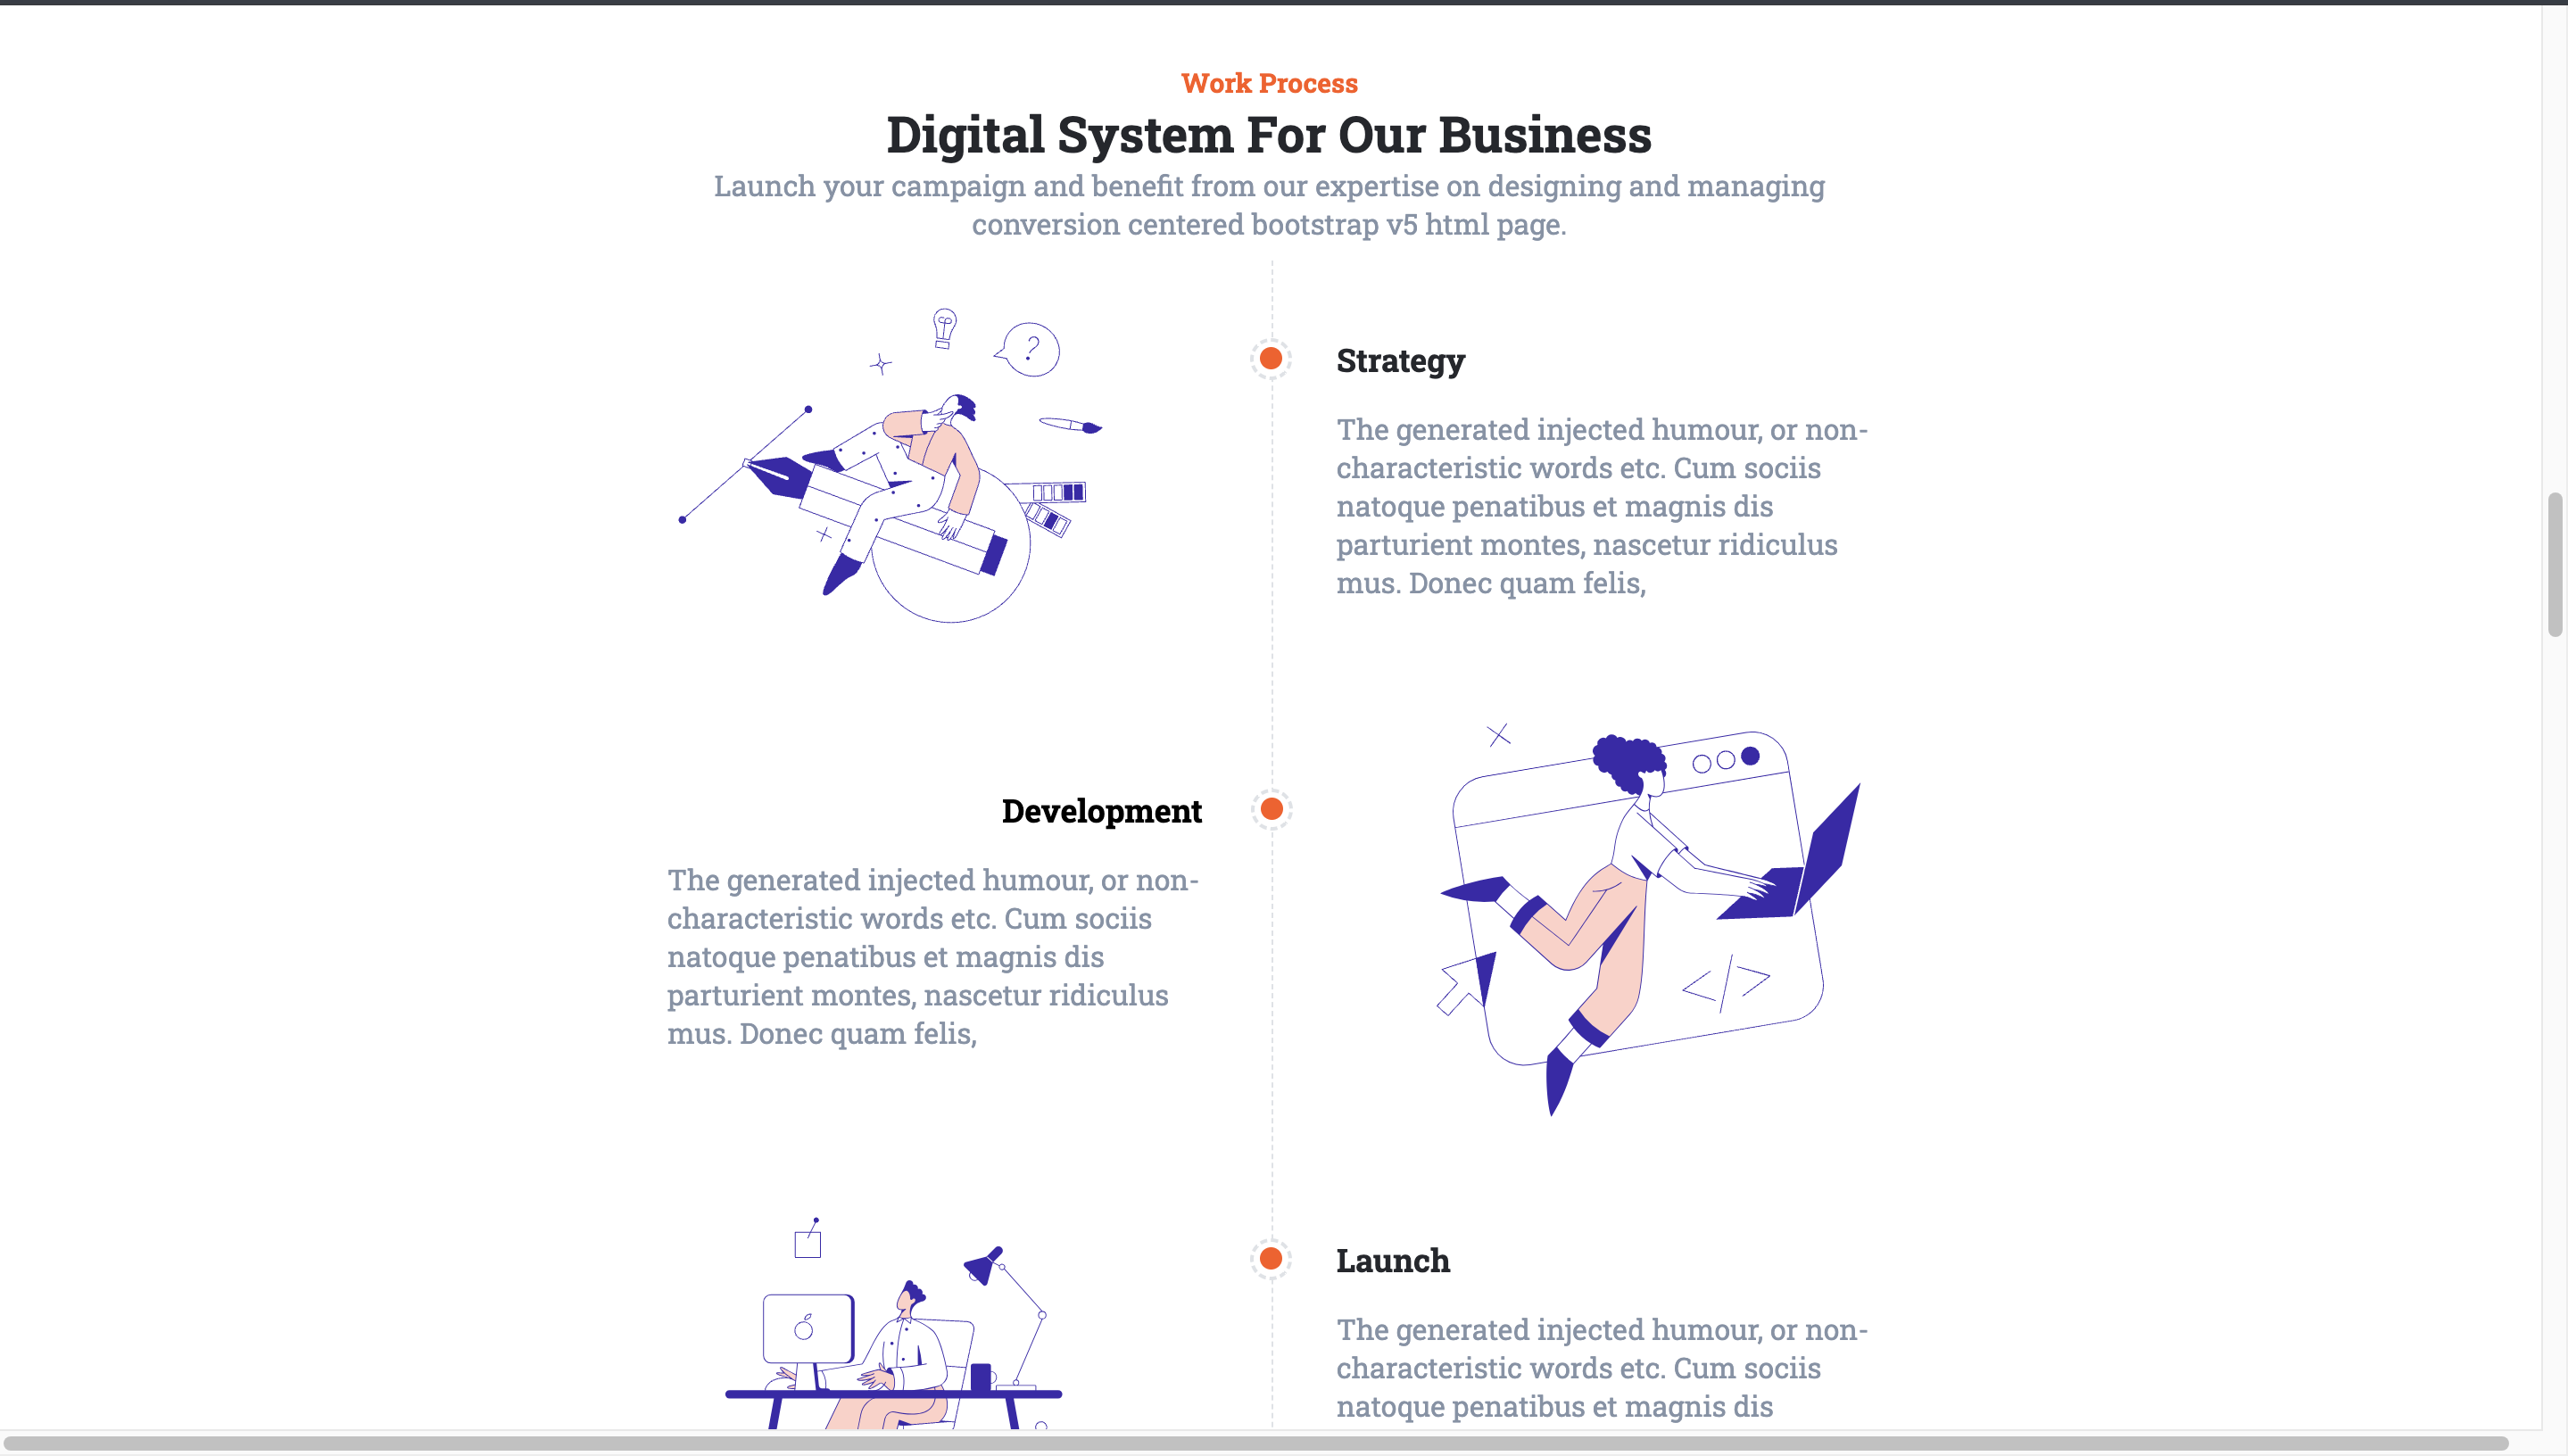 Work Process
Digital System For Our Business
Launch your campaign and benefit from our expertise on designing and managing
conversion centered bootstrap v5 html page.
?
Strategy
The generated injected humour, or non-
characteristic words etc. Cum sociis
natoque penatibus et magnis dis
parturient montes, nascetur ridiculus
mus. Donec quam felis,
Development
The generated injected humour, or non-
characteristic words etc. Cum sociis
natoque penatibus et magnis dis
parturient montes, nascetur ridiculus
mus. Donec quam felis,
</>
Launch
The generated injected humour, or non-
characteristic words etc. Cum sociis
natoque penatibus et magnis dis